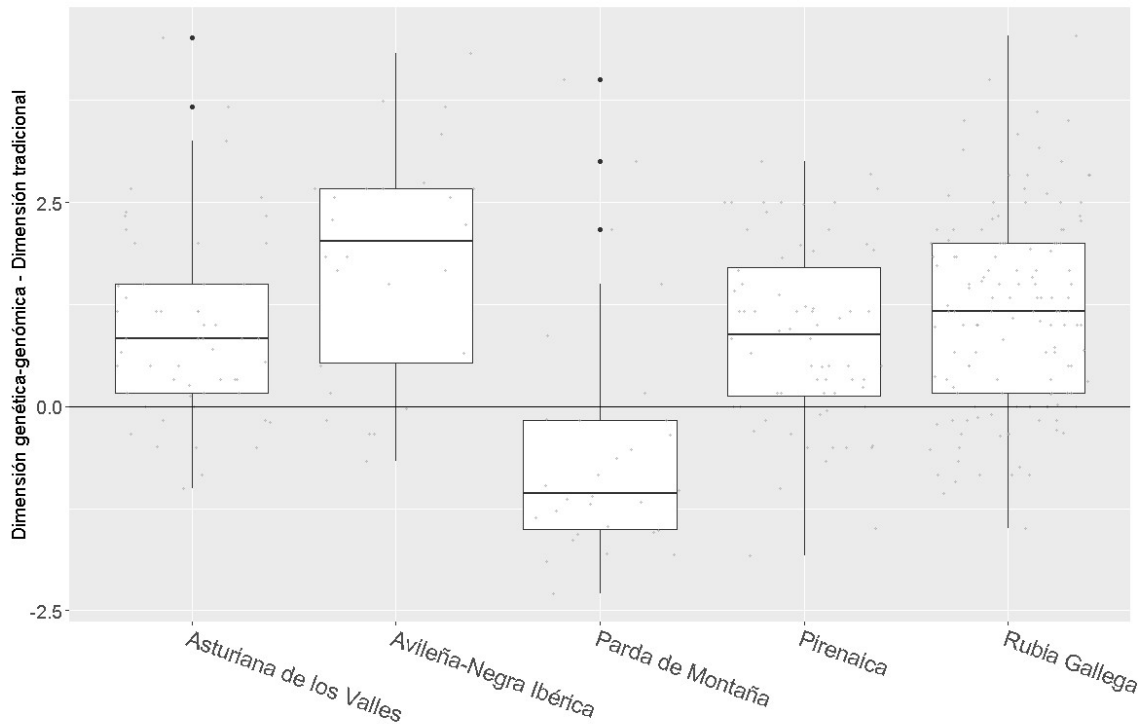 Dimensión genética-genómica - Dimensión tradicional
2.5
0.0
-2.5
Asturiana de los Valles
Avileña-Negra Ibérica
Parda de Montaña
Pirenaica
Rubia Gallega